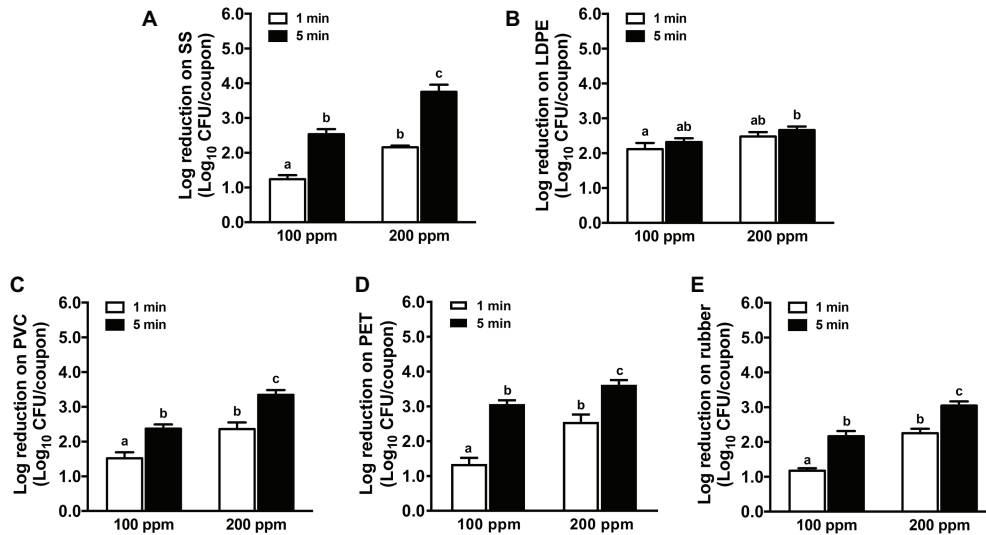 A
Log reduction on SS
(Log10 CFU/coupon)
1 min
5 min
6.0
5.0
4.0
3.0
2.0
1.0
0.0
a
b
b
c
100 ppm
200 ppm
B
Log reduction on LDPE
(Log10 CFU/coupon)
1 min
5 min
6.0
5.0
4.0
3.0
2.0
1.0
0.0
a
ab
ab
b
100 ppm
200 ppm
C
Log reduction on PVC
(Log10 CFU/coupon)
1 min
5 min
6.0
5.0
4.0
3.0
2.0
1.0
0.0
a
b
b
c
100 ppm
200 ppm
D
Log reduction on PET
(Log10 CFU/coupon)
1 min
5 min
6.0
5.0
4.0
3.0
2.0
1.0
0.0
a
b
b
c
100 ppm
200 ppm
E
Log reduction on rubber
(Log10 CFU/coupon)
1 min
5 min
6.0
5.0
4.0
3.0
2.0
1.0
0.0
a
b
b
c
100 ppm
200 ppm